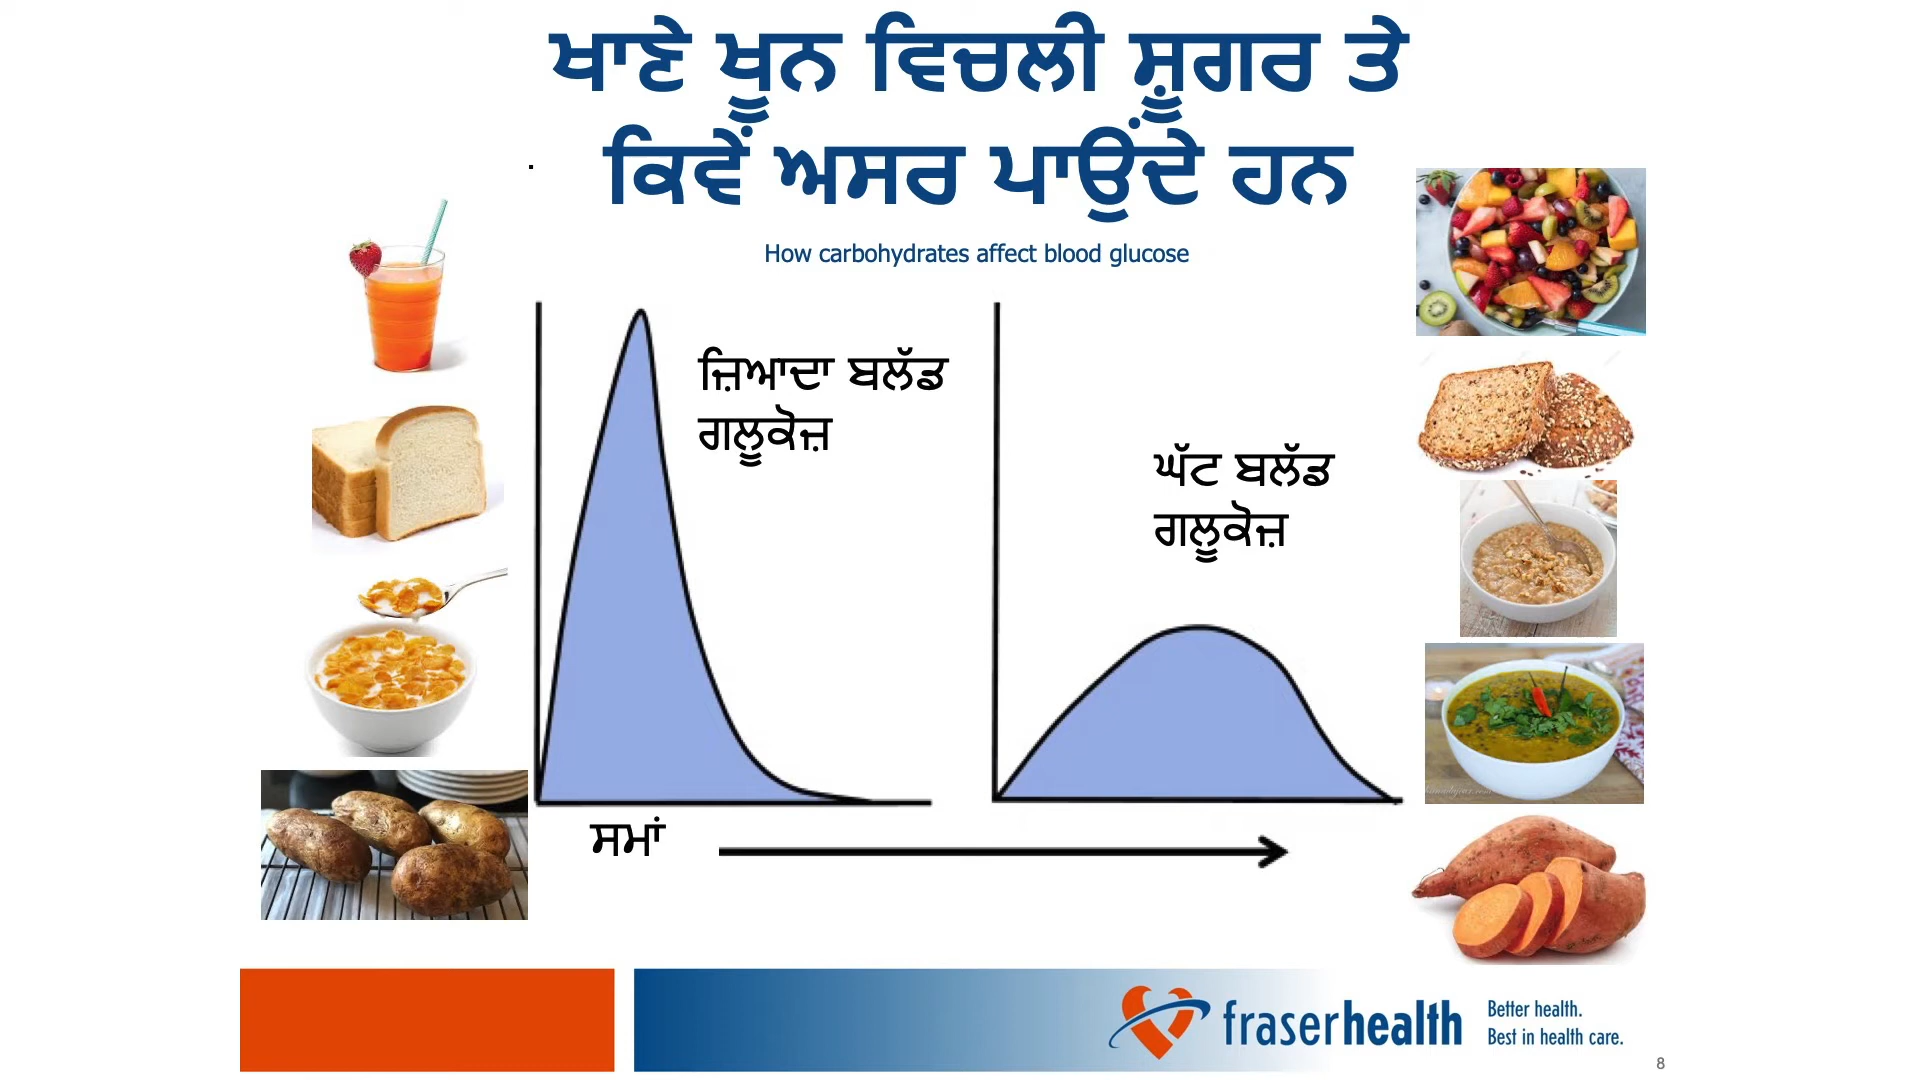 ਖਾਣੇ ਖੂਨ ਵਿਚਲੀ ਸ਼ੂਗਰ ਤੇ
ਕਿਵੇਂ ਅਸਰ ਪਾਉਂਦੇ ਹਨ
How carbohydrates affect blood glucose
ਜ਼ਿਆਦਾ ਬਲੱਡ
ਗਲੂਕੋਜ਼
ਘੱਟ ਬਲੱਡ
ਗਲੂਕੋਜ਼
ਸਮਾਂ
fraserhealth
Better health.
Best in health care.
8